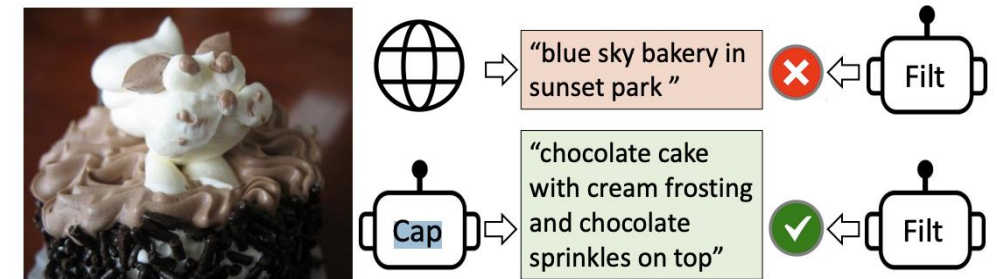 “blue sky bakery in
sunset park ”
Filt
Cap
“chocolate cake
with cream frosting
and chocolate
sprinkles on top”
Filt